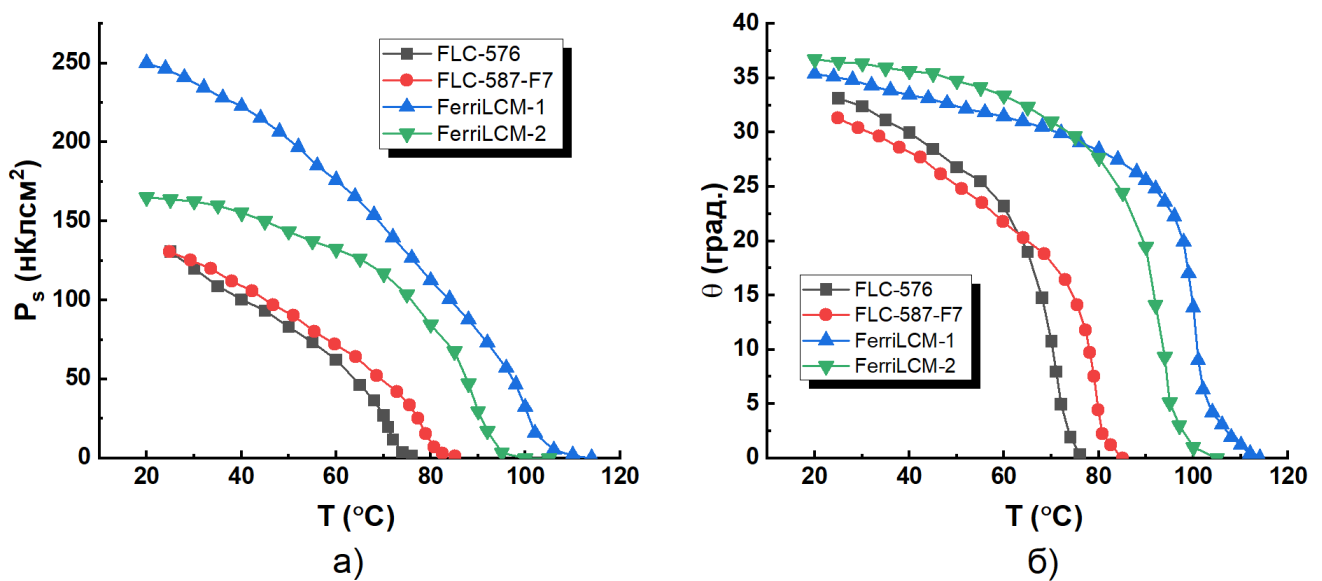 300
250
200
150
100
50
0
P_s (нКлсм²)
20
40
60
80
100
120
T (°C)
FLC-576
FLC-587-F7
FerriLCM-1
FerriLCM-2
а)
40
35
30
25
20
15
10
5
0
θ (град.)
20
40
60
80
100
120
T (°C)
FLC-576
FLC-587-F7
FerriLCM-1
FerriLCM-2
б)